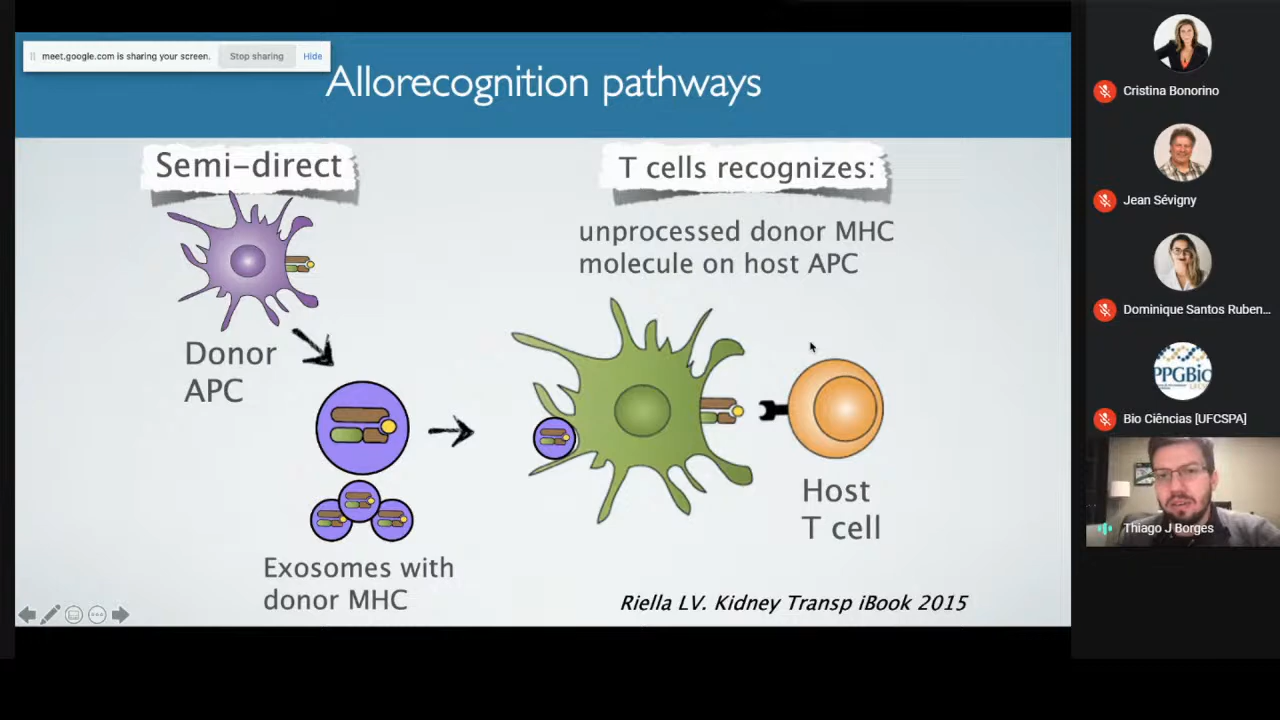 meet.google.com is sharing your screen.
Stop sharing
Hide
Allorecognition pathways
Semi-direct
T cells recognizes:
unprocessed donor MHC
molecule on host APC
Donor
APC
Host
T cell
Exosomes with
donor MHC
Riella LV. Kidney Transp iBook 2015
Cristina Bonorino
Jean Sévigny
Dominique Santos Ruben...
PPGBio
Bio Ciências [UFCSPA]
Thiago J Borges